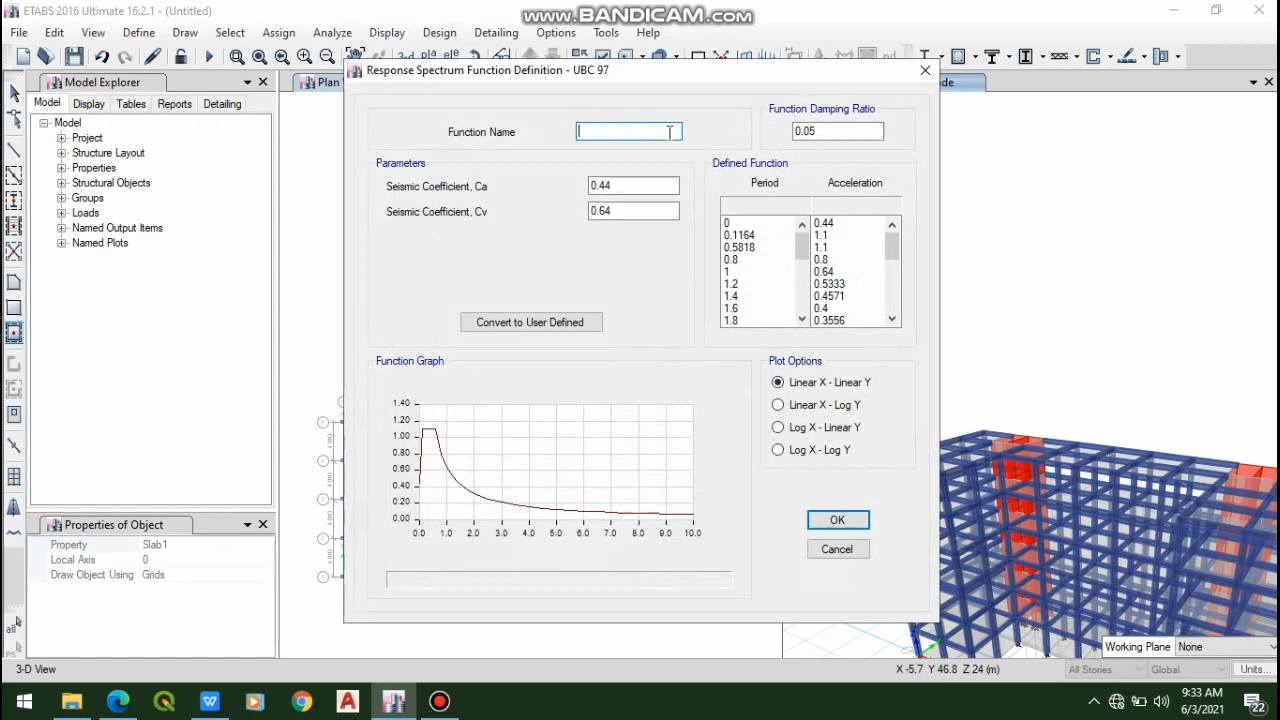 ETABS 2016 Ultimate 16.2.1 - (Untitled)
www.BANDICAM.com
File Edit View Define Draw Select Assign Analyze Display Design Detailing Options Tools Help
Model Explorer
Plan
Model Display Tables Reports Detailing
Model
Project
Structure Layout
Properties
Structural Objects
Groups
Loads
Named Output Items
Named Plots
Properties of Object
Property Slab1
Local Axis 0
Draw Object Using Grids
all
ps
Response Spectrum Function Definition - UBC 97
Function Name
Function Damping Ratio
0.05
Parameters
Seismic Coefficient, Ca 0.44
Seismic Coefficient, Cv 0.64
Convert to User Defined
Defined Function
Period Acceleration
0 0.44
0.1164 1.1
0.5818 1.1
0.8 0.8
1 0.64
1.2 0.5333
1.4 0.4571
1.6 0.4
1.8 0.3556
Function Graph
1.40
1.20
1.00
0.80
0.60
0.40
0.20
0.00
0.0 1.0 2.0 3.0 4.0 5.0 6.0 7.0 8.0 9.0 10.0
Plot Options
Linear X - Linear Y
Linear X - Log Y
Log X - Linear Y
Log X - Log Y
OK
Cancel
Working Plane None
3-D View
X -5.7 Y 46.8 Z 24 (m)
All Stories Global Units...
9:33 AM
6/3/2021
22